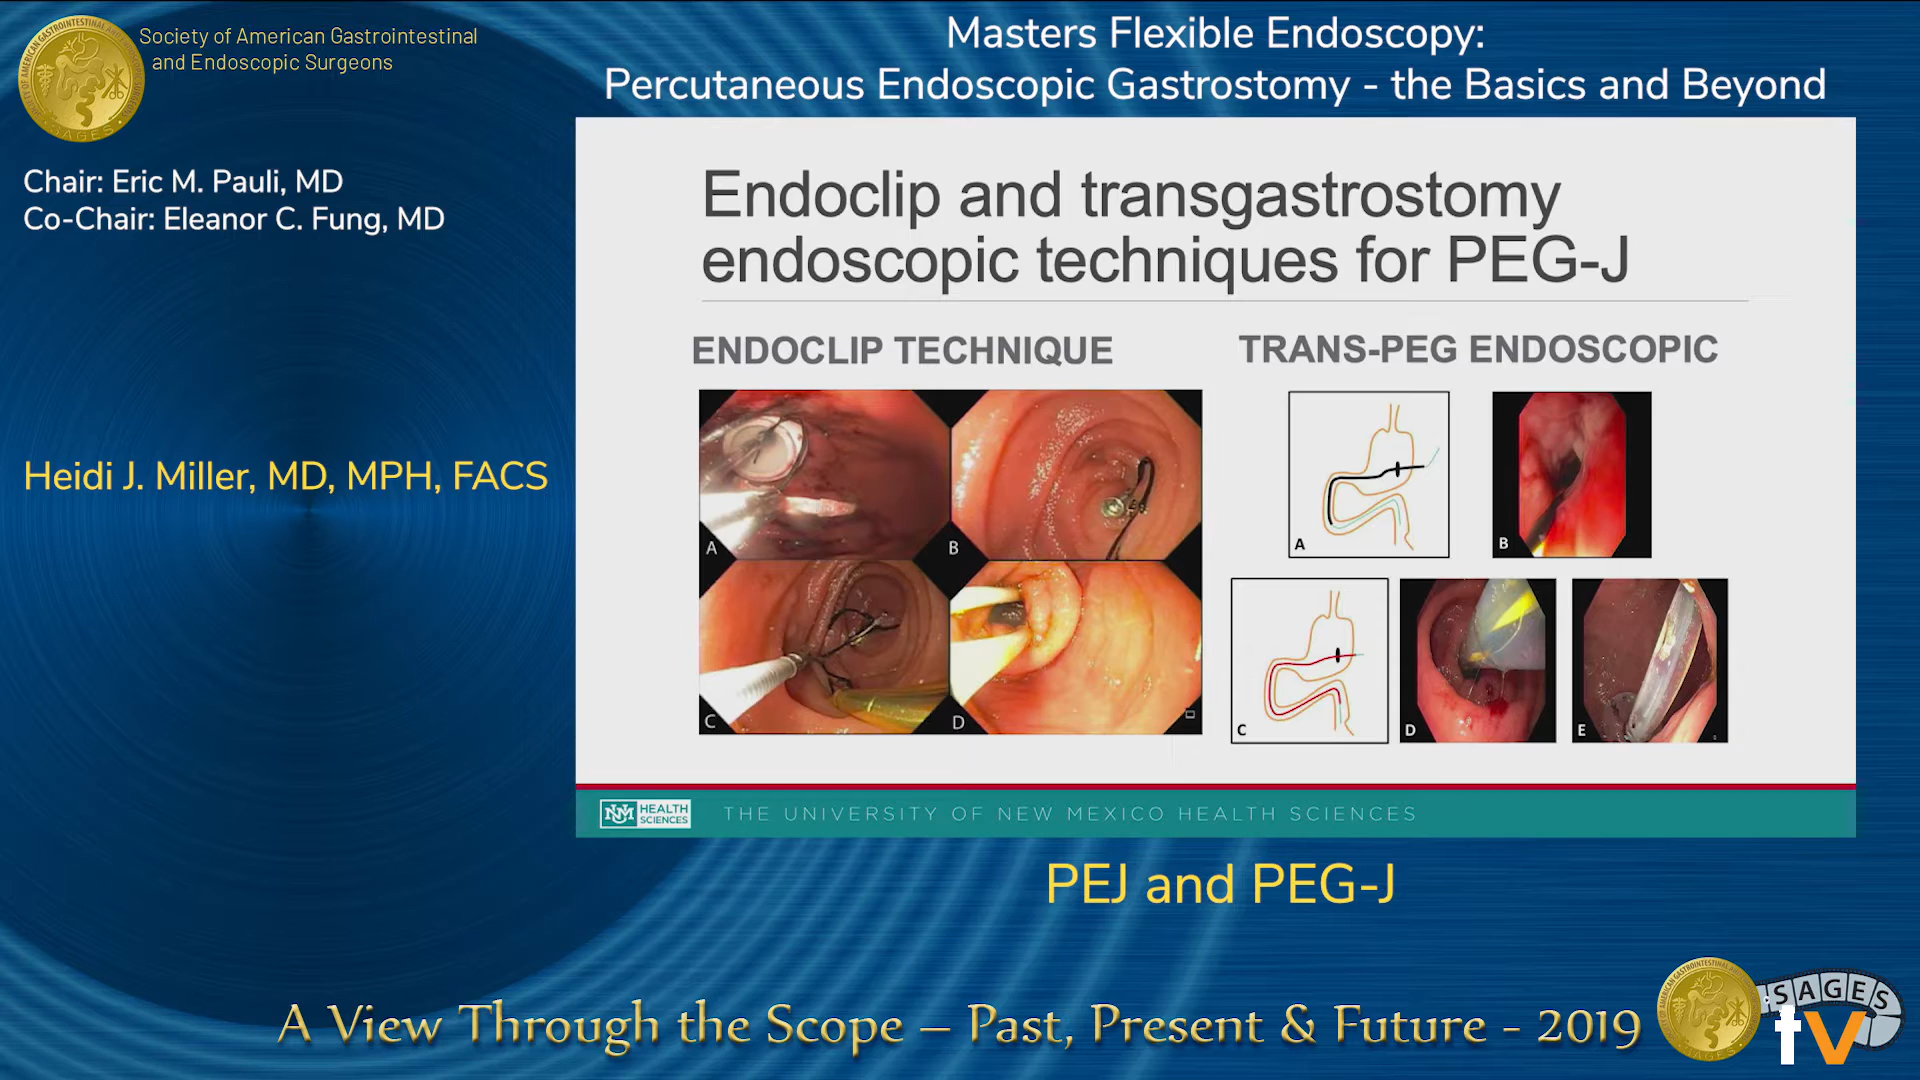 Society of American Gastrointestinal
and Endoscopic Surgeons
Masters Flexible Endoscopy:
Percutaneous Endoscopic Gastrostomy - the Basics and Beyond
Chair: Eric M. Pauli, MD
Co-Chair: Eleanor C. Fung, MD
Heidi J. Miller, MD, MPH, FACS
Endoclip and transgastrostomy
endoscopic techniques for PEG-J
ENDOCLIP TECHNIQUE
TRANS-PEG ENDOSCOPIC
A
B
C
D
A
B
C
D
E
UNM HEALTH
SCIENCES
THE UNIVERSITY OF NEW MEXICO HEALTH SCIENCES
PEJ and PEG-J
A View Through the Scope – Past, Present & Future - 2019
SAGES
tv